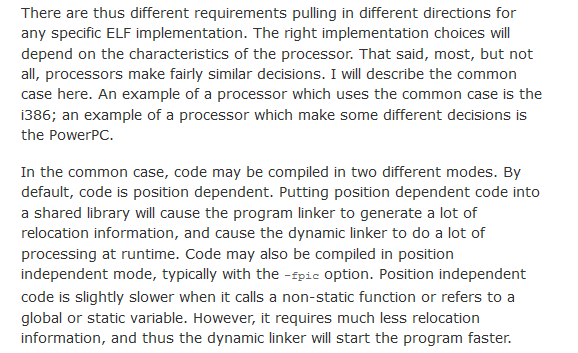 There are thus different requirements pulling in different directions for
any specific ELF implementation. The right implementation choices will
depend on the characteristics of the processor. That said, most, but not
all, processors make fairly similar decisions. I will describe the common
case here. An example of a processor which uses the common case is the
i386; an example of a processor which make some different decisions is
the PowerPC.
In the common case, code may be compiled in two different modes. By
default, code is position dependent. Putting position dependent code into
a shared library will cause the program linker to generate a lot of
relocation information, and cause the dynamic linker to do a lot of
processing at runtime. Code may also be compiled in position
independent mode, typically with the -fpic option. Position independent
code is slightly slower when it calls a non-static function or refers to a
global or static variable. However, it requires much less relocation
information, and thus the dynamic linker will start the program faster.